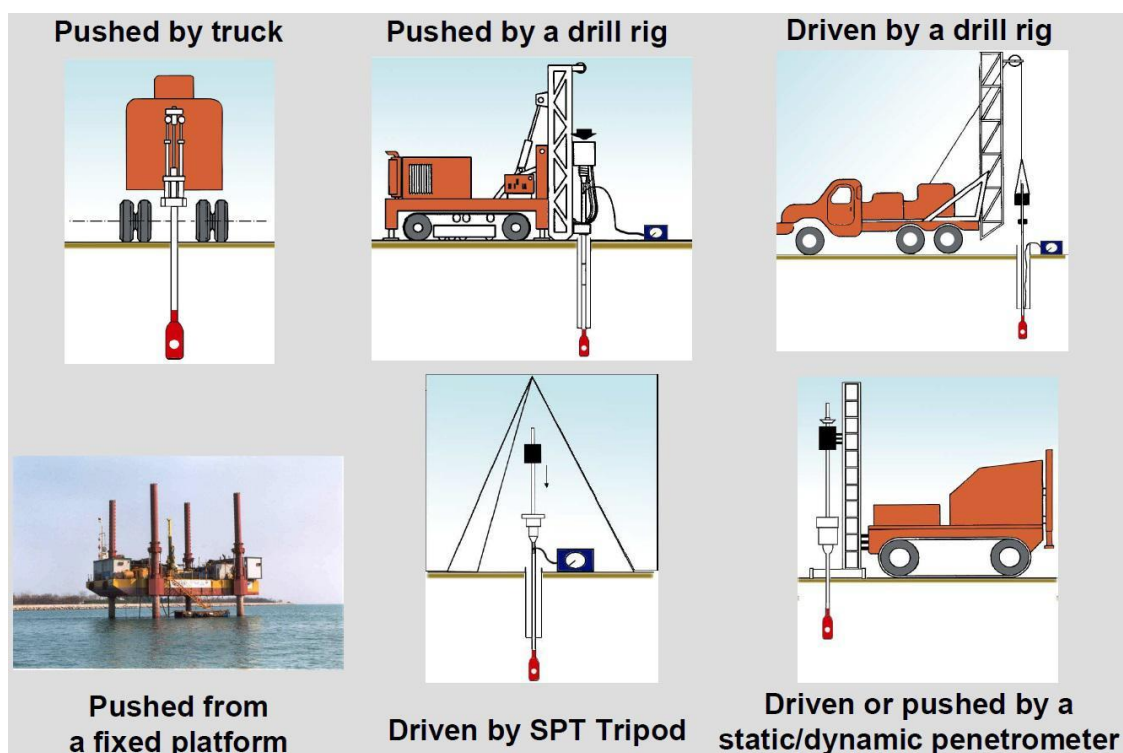 Pushed by truck
Pushed by a drill rig
Driven by a drill rig
Pushed from
a fixed platform
Driven by SPT Tripod
Driven or pushed by a
static/dynamic penetrometer